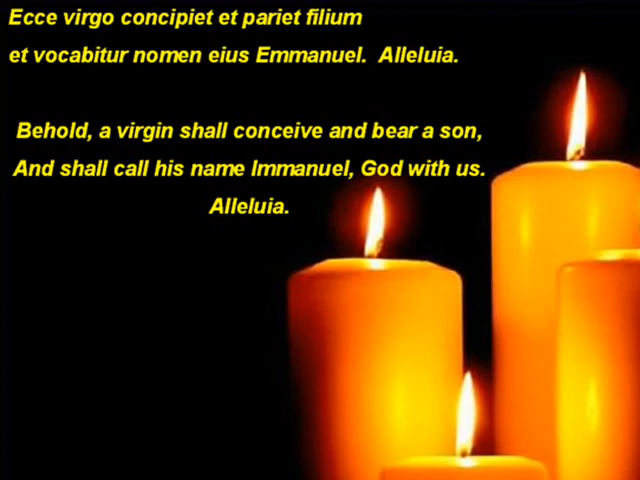 Ecce virgo concipiet et pariet filium
et vocabitur nomen eius Emmanuel.  Alleluia.
Behold, a virgin shall conceive and bear a son,
And shall call his name Immanuel, God with us.
Alleluia.